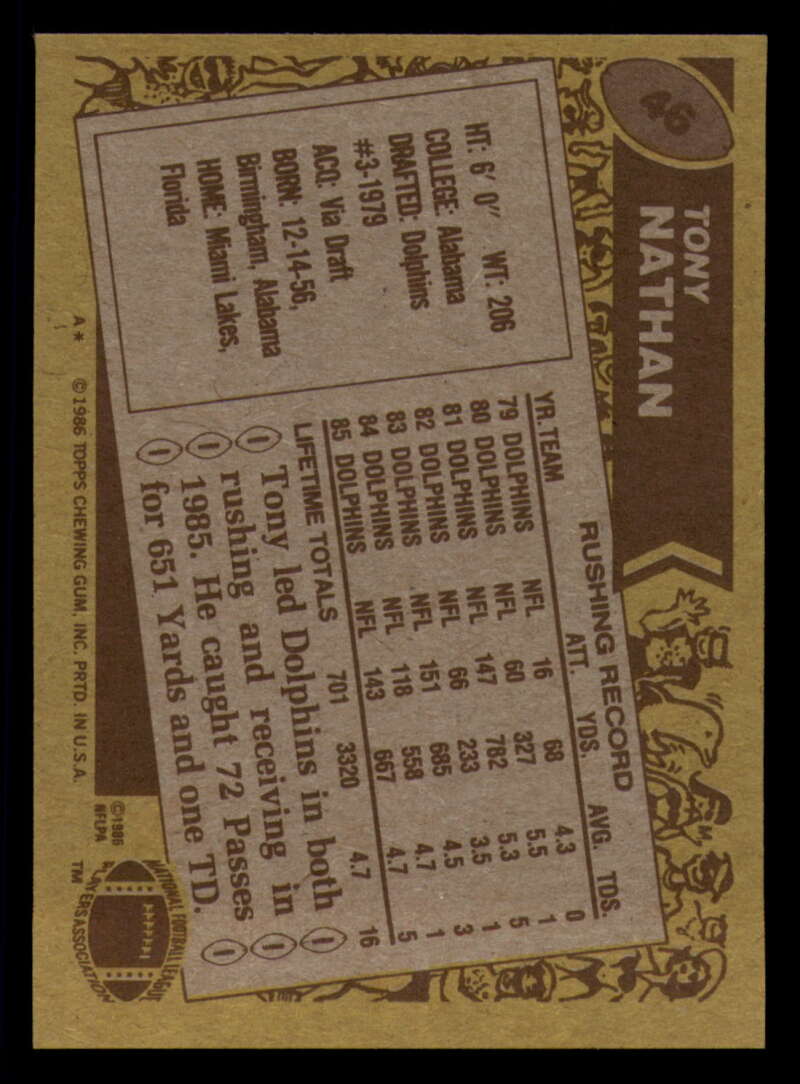 46
TONY
NATHAN
HT: 6' 0" WT: 206
COLLEGE: Alabama
DRAFTED: Dolphins
#3-1979
ACQ: Via Draft
BORN: 12-14-56,
Birmingham, Alabama
HOME: Miami Lakes,
Florida
RUSHING RECORD
YR. TEAM ATT. YDS. AVG. TDS.
79 DOLPHINS NFL 16 68 4.3 0
80 DOLPHINS NFL 60 327 5.5 1
81 DOLPHINS NFL 147 782 5.3 5
82 DOLPHINS NFL 66 233 3.5 1
83 DOLPHINS NFL 151 685 4.5 3
84 DOLPHINS NFL 118 558 4.7 1
85 DOLPHINS NFL 143 667 4.7 5
LIFETIME TOTALS 701 3320 4.7 16
Tony led Dolphins in both
rushing and receiving in
1985. He caught 72 Passes
for 651 Yards and one TD.
A* ©1986 TOPPS CHEWING GUM, INC. PRTD. IN U.S.A.
©1986
NFLPA
NATIONAL FOOTBALL LEAGUE
PLAYERS ASSOCIATION
TM